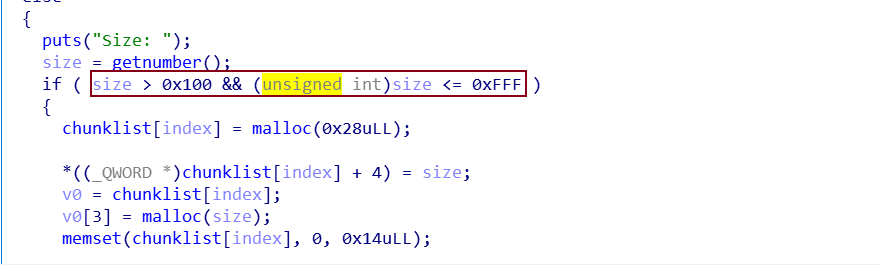 else
{
puts("Size: ");
size = getnumber();
if ( size > 0x100 && (unsigned int)size <= 0xFFF )
{
chunklist[index] = malloc(0x28uLL);
*((_QWORD *)chunklist[index] + 4) = size;
v0 = chunklist[index];
v0[3] = malloc(size);
memset(chunklist[index], 0, 0x14uLL);